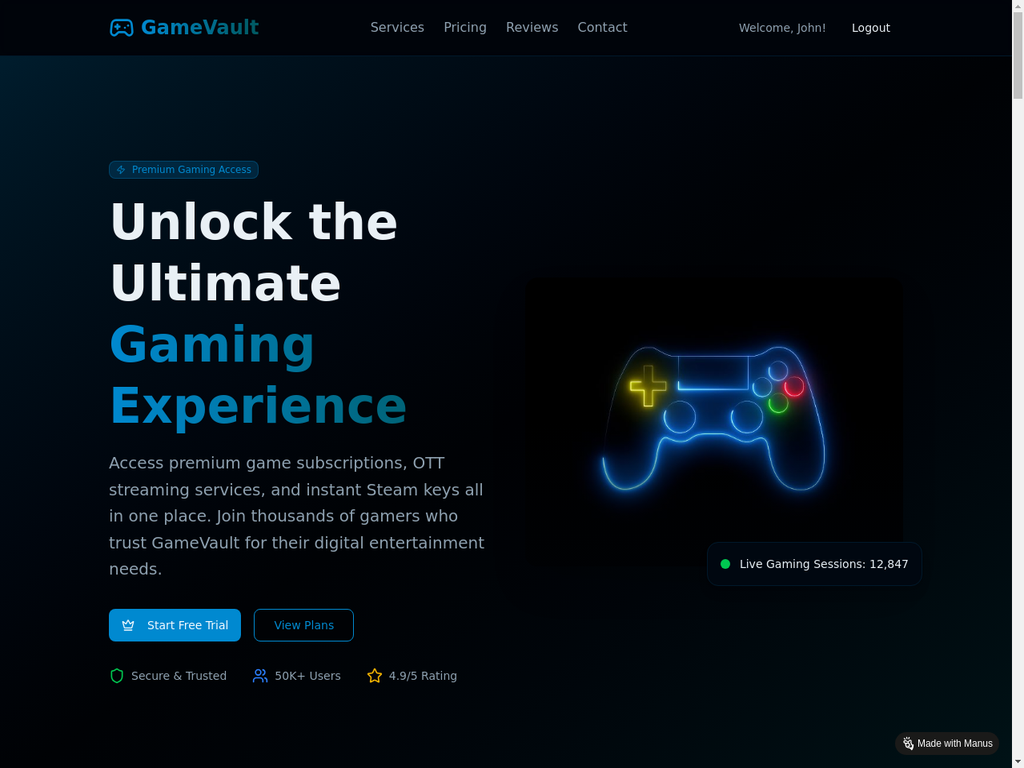 GameVault
Services Pricing Reviews Contact
Welcome, John! Logout
Premium Gaming Access
Unlock the
Ultimate
Gaming
Experience
Access premium game subscriptions, OTT
streaming services, and instant Steam keys all
in one place. Join thousands of gamers who
trust GameVault for their digital entertainment
needs.
Live Gaming Sessions: 12,847
Start Free Trial View Plans
Secure & Trusted 50K+ Users 4.9/5 Rating
Made with Manus